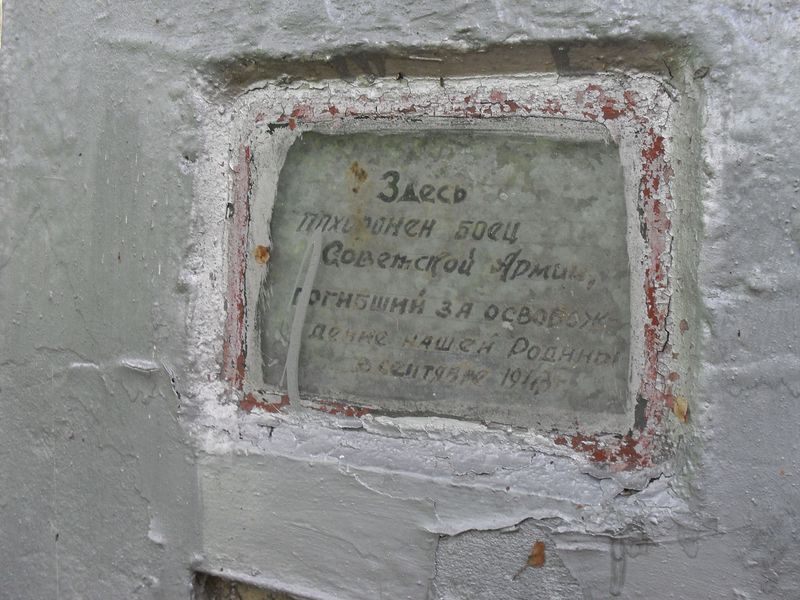 Здесь
похоронен боец
Советской Армии,
погибший за освобож-
дение нашей Родины
в сентябре 1943 г.